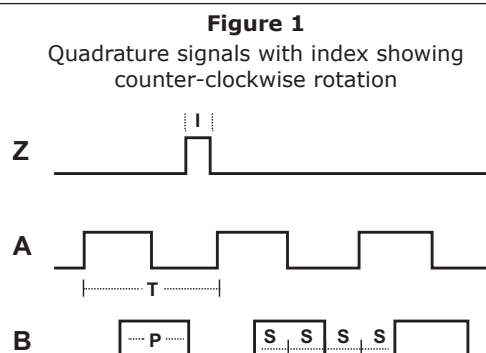 Figure 1
Quadrature signals with index showing
counter-clockwise rotation
I
Z
A
T
B
P
S S S S